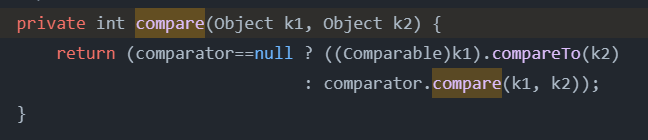 private int compare(Object k1, Object k2) {
    return (comparator==null ? ((Comparable)k1).compareTo(k2)
                             : comparator.compare(k1, k2));
}